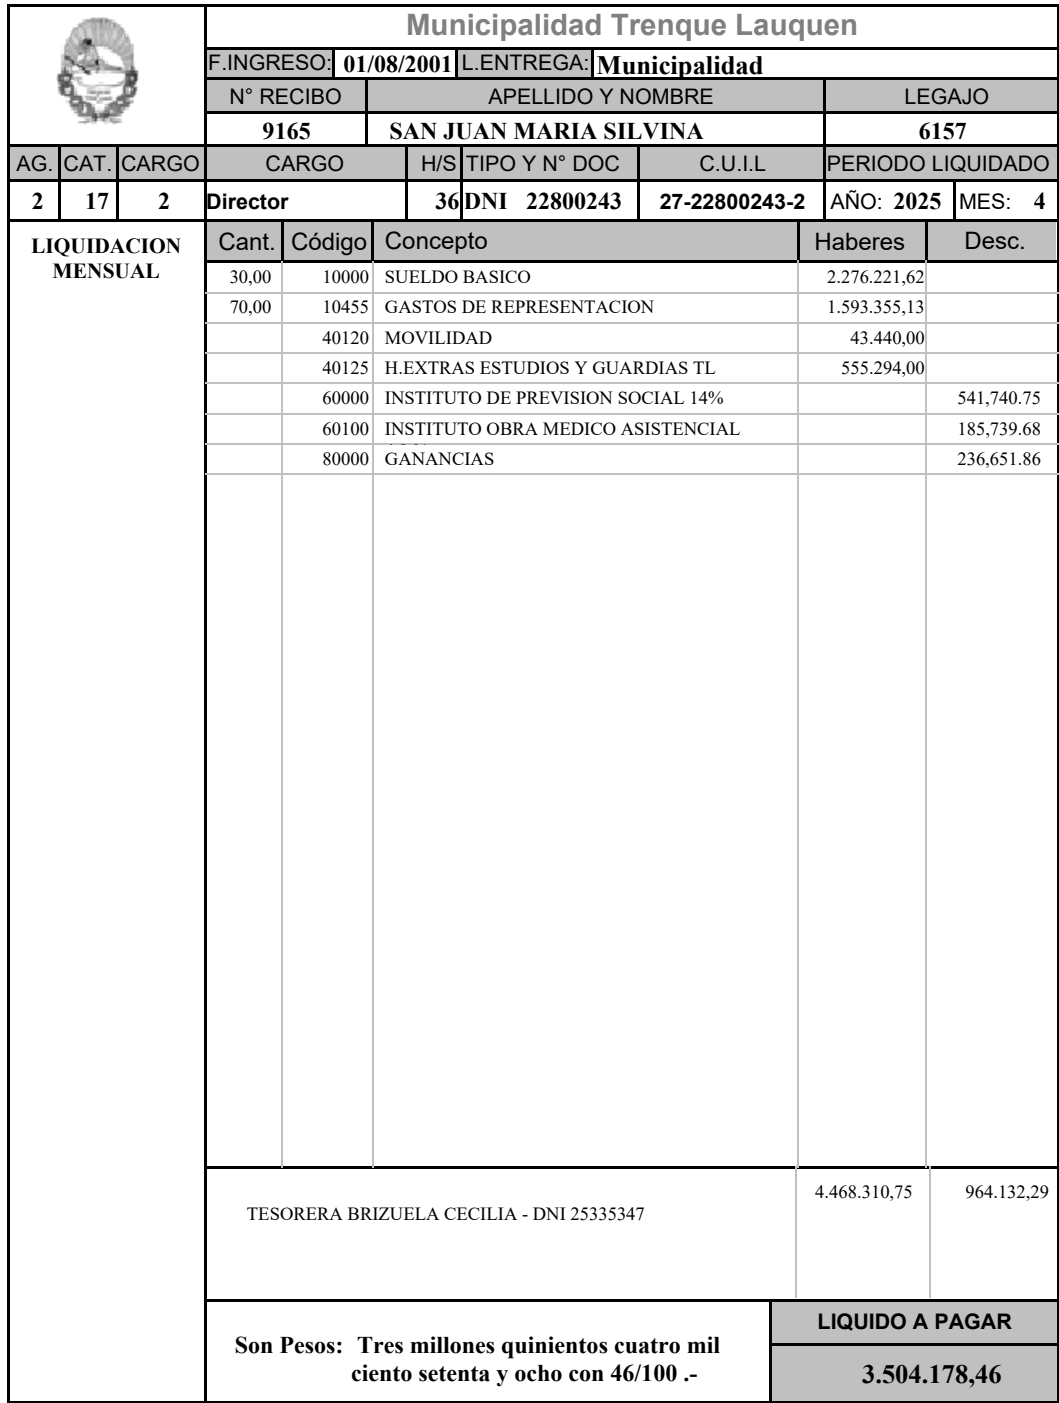 Municipalidad Trenque Lauquen
F.INGRESO: 01/08/2001 L.ENTREGA: Municipalidad
N° RECIBO APELLIDO Y NOMBRE LEGAJO
9165 SAN JUAN MARIA SILVINA 6157
AG. CAT. CARGO CARGO H/S TIPO Y N° DOC C.U.I.L PERIODO LIQUIDADO
2 17 2 Director 36 DNI 22800243 27-22800243-2 AÑO: 2025 MES: 4
LIQUIDACION
MENSUAL
Cant. Código Concepto Haberes Desc.
30,00 10000 SUELDO BASICO 2.276.221,62
70,00 10455 GASTOS DE REPRESENTACION 1.593.355,13
40120 MOVILIDAD 43.440,00
40125 H.EXTRAS ESTUDIOS Y GUARDIAS TL 555.294,00
60000 INSTITUTO DE PREVISION SOCIAL 14% 541,740.75
60100 INSTITUTO OBRA MEDICO ASISTENCIAL 185,739.68
80000 GANANCIAS 236,651.86
4.468.310,75 964.132,29
TESORERA BRIZUELA CECILIA - DNI 25335347
LIQUIDO A PAGAR
Son Pesos: Tres millones quinientos cuatro mil
ciento setenta y ocho con 46/100 .-
3.504.178,46